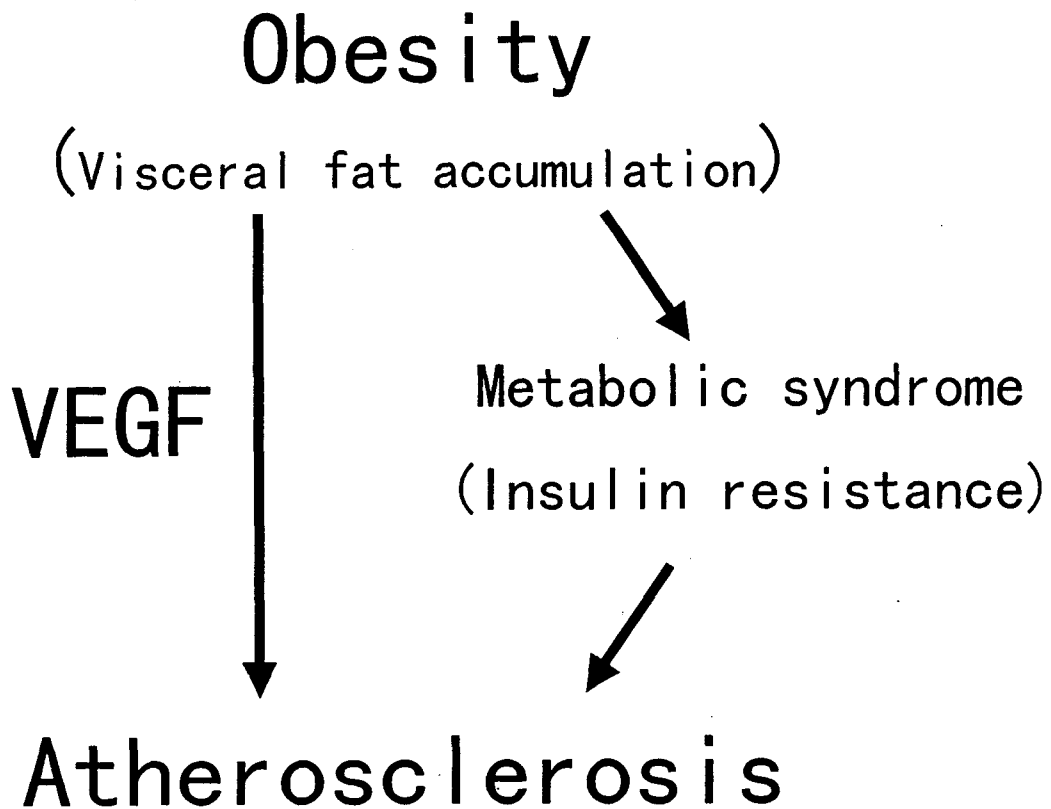 Obesity
(Visceral fat accumulation)
VEGF
Metabolic syndrome
(Insulin resistance)
Atherosclerosis